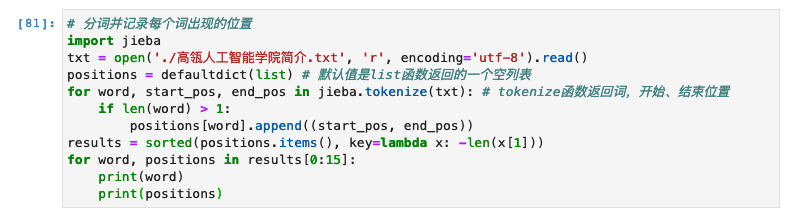 [81]: # 分词并记录每个词出现的位置
import jieba
txt = open('./高瓴人工智能学院简介.txt', 'r', encoding='utf-8').read()
positions = defaultdict(list) # 默认值是list函数返回的一个空列表
for word, start_pos, end_pos in jieba.tokenize(txt): # tokenize函数返回词，开始、结束位置
    if len(word) > 1:
        positions[word].append((start_pos, end_pos))
results = sorted(positions.items(), key=lambda x: -len(x[1]))
for word, positions in results[0:15]:
    print(word)
    print(positions)